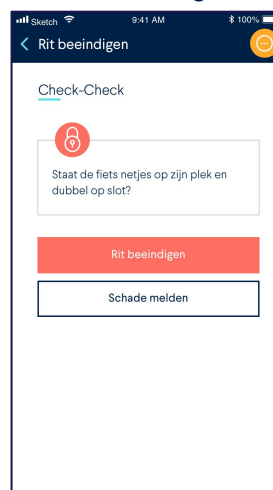 Sketch 9:41 AM 100%
Rit beeindigen
Check-Check
Staat de fiets netjes op zijn plek en
dubbel op slot?
Rit beeindigen
Schade melden